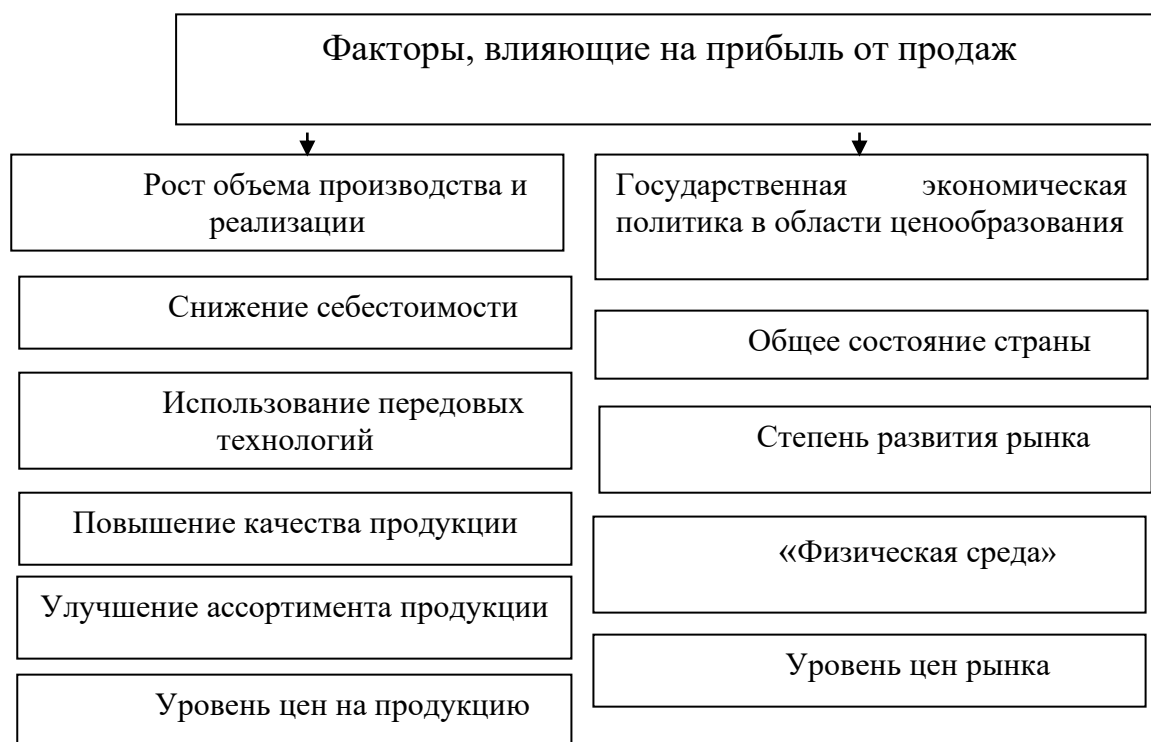 Факторы, влияющие на прибыль от продаж
Рост объема производства и
реализации
Снижение себестоимости
Использование передовых
технологий
Повышение качества продукции
Улучшение ассортимента продукции
Уровень цен на продукцию
Государственная экономическая
политика в области ценообразования
Общее состояние страны
Степень развития рынка
«Физическая среда»
Уровень цен рынка